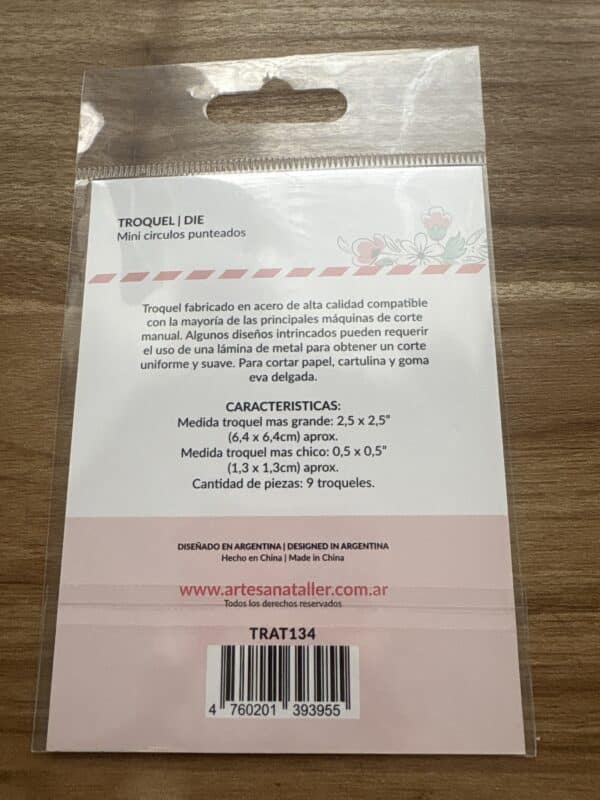 TROQUEL | DIE
Mini circulos punteados
Troquel fabricado en acero de alta calidad compatible
con la mayoría de las principales máquinas de corte
manual. Algunos diseños intrincados pueden requerir
el uso de una lámina de metal para obtener un corte
uniforme y suave. Para cortar papel, cartulina y goma
eva delgada.
CARACTERISTICAS:
Medida troquel mas grande: 2,5 x 2,5”
(6,4 x 6,4cm) aprox.
Medida troquel mas chico: 0,5 x 0,5”
(1,3 x 1,3cm) aprox.
Cantidad de piezas: 9 troqueles.
DISEÑADO EN ARGENTINA | DESIGNED IN ARGENTINA
Hecho en China | Made in China
www.artesanataller.com.ar
Todos los derechos reservados
TRAT134
4 760201 393955